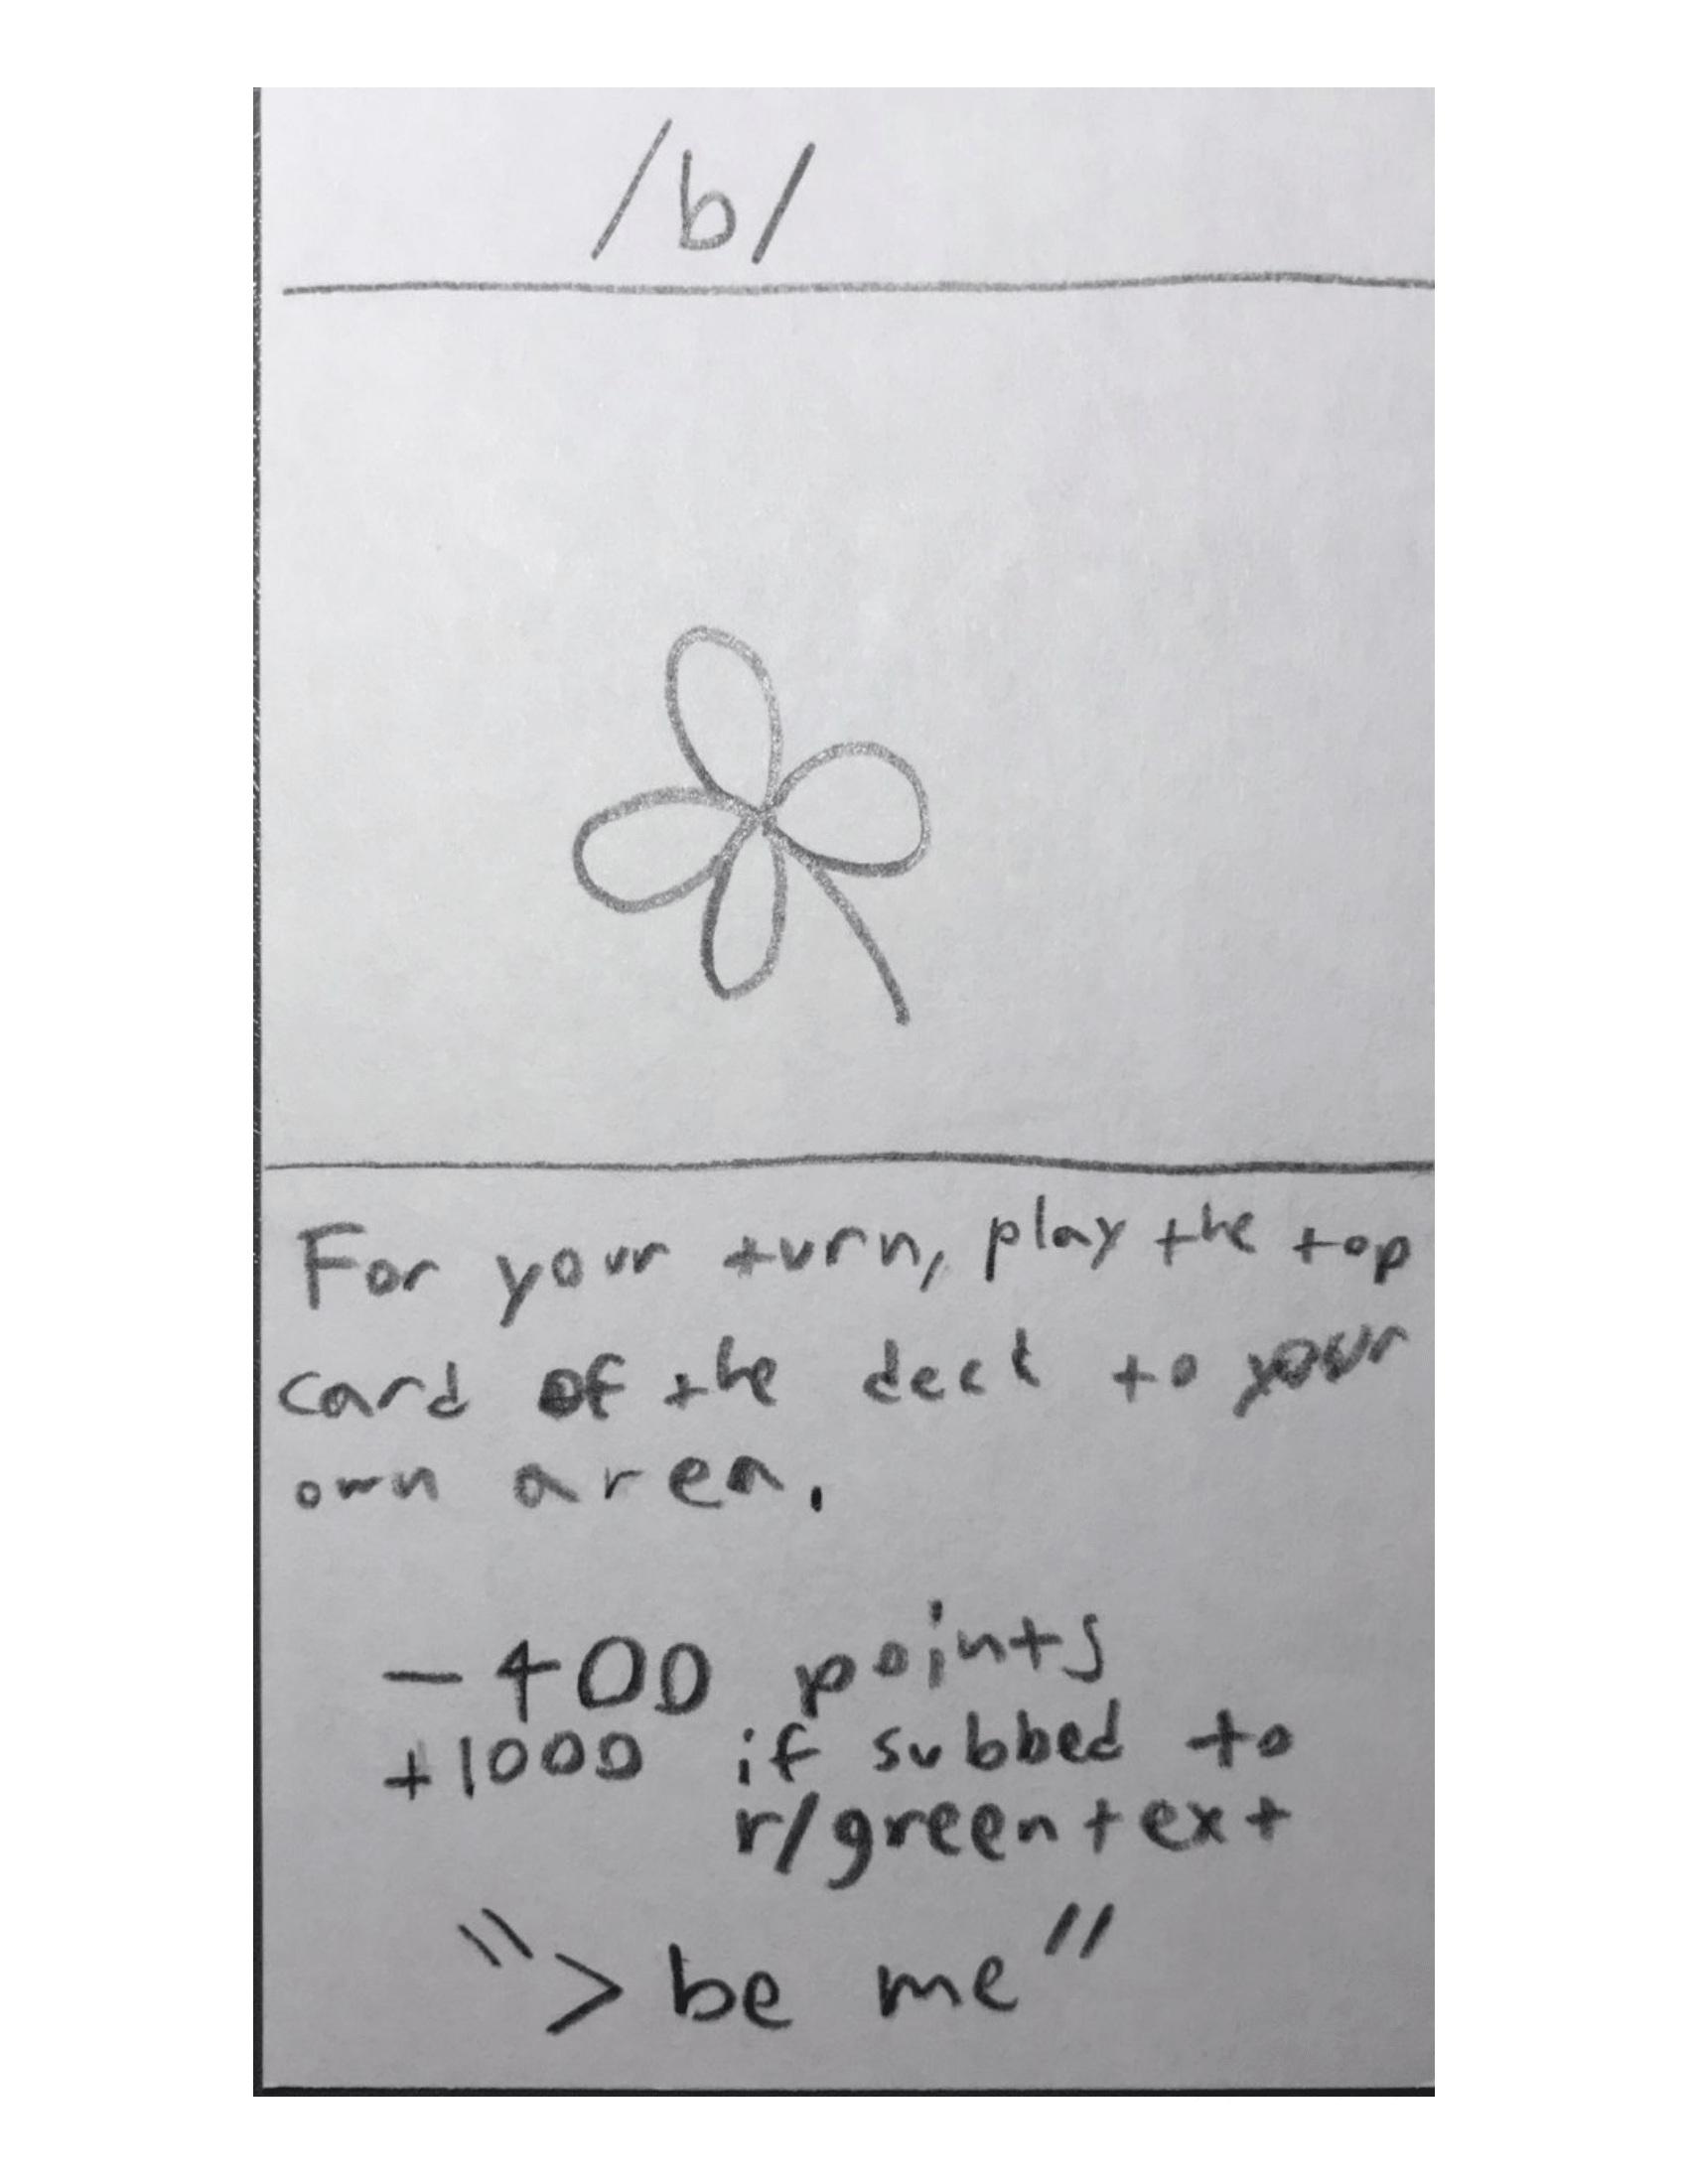 /b/
For your turn, play the top
card of the deck to your
own area.
-400 points
+1000 if subbed to
r/greentext
"> be me"